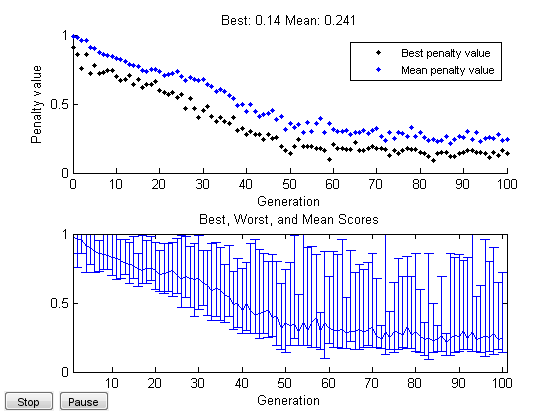 Best: 0.14 Mean: 0.241
1
Best penalty value
Mean penalty value
Penalty value
0.5
0
0 10 20 30 40 50 60 70 80 90 100
Generation
Best, Worst, and Mean Scores
1
0.5
0
10 20 30 40 50 60 70 80 90 100
Generation
Stop Pause